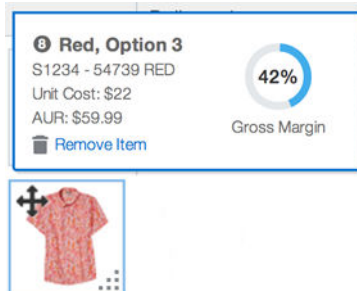 8 Red, Option 3
S1234 - 54739 RED
Unit Cost: $22
AUR: $59.99
Remove Item
42%
Gross Margin